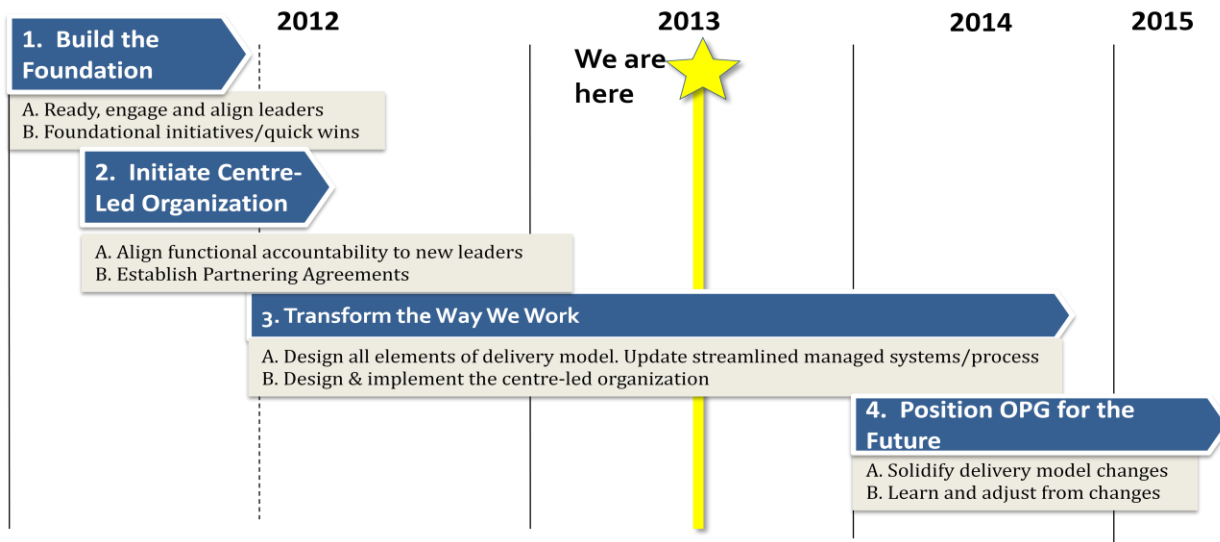 2012
2013
2014
2015
1. Build the
Foundation
We are
here
A. Ready, engage and align leaders
B. Foundational initiatives/quick wins
2. Initiate Centre-
Led Organization
A. Align functional accountability to new leaders
B. Establish Partnering Agreements
3. Transform the Way We Work
A. Design all elements of delivery model. Update streamlined managed systems/process
B. Design & implement the centre-led organization
4. Position OPG for the
Future
A. Solidify delivery model changes
B. Learn and adjust from changes